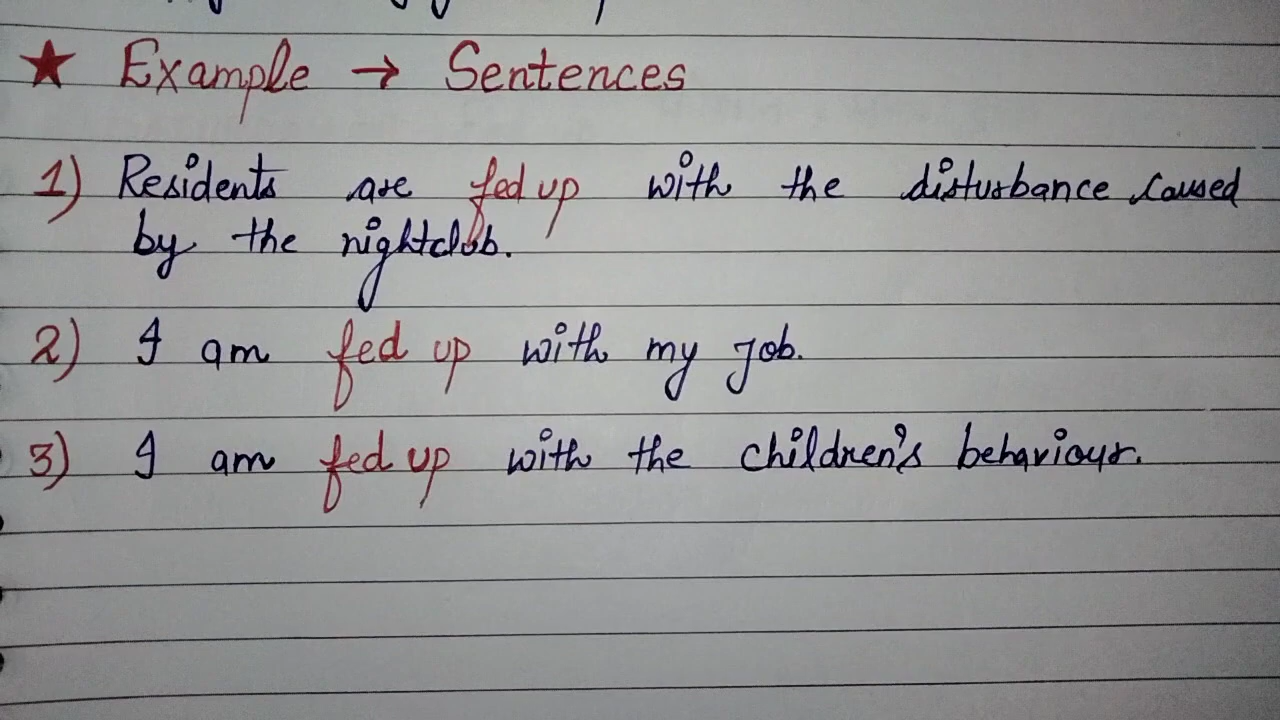 ★ Example → Sentences
1) Residents are fed up with the disturbance caused
by the nightclub.
2) I am fed up with my job.
3) I am fed up with the children's behaviour.